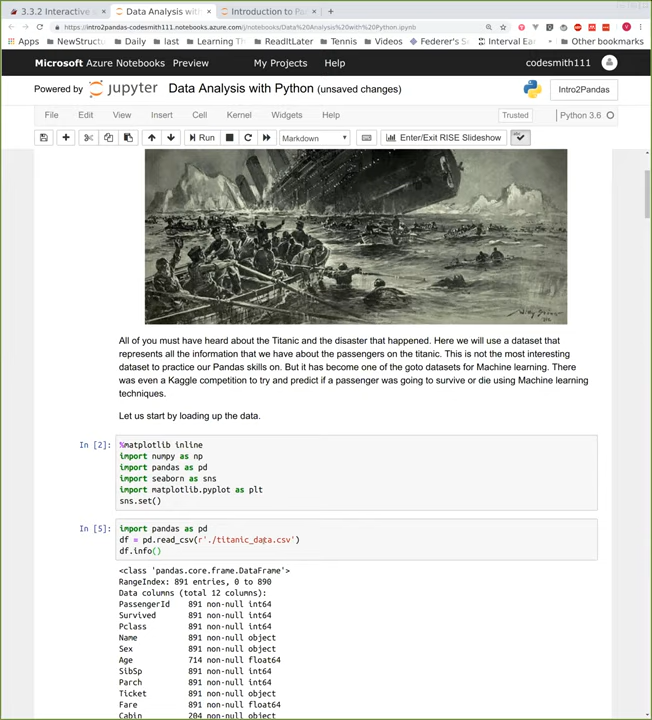 3.3.2 Interactive
Data Analysis with
Introduction to Pan
https://intro2pandas-codesmith111.notebooks.azure.com/j/notebooks/Data%20Analysis%20with%20Python.ipynb
Apps NewStructu Daily last Learning Th ReadItLater Tennis Videos Federer's Se Interval Ear » Other bookmarks
Microsoft Azure Notebooks Preview My Projects Help codesmith111
Powered by jupyter Data Analysis with Python (unsaved changes) Intro2Pandas
File Edit View Insert Cell Kernel Widgets Help Trusted Python 3.6
Run Markdown Enter/Exit RISE Slideshow
All of you must have heard about the Titanic and the disaster that happened. Here we will use a dataset that
represents all the information that we have about the passengers on the titanic. This is not the most interesting
dataset to practice our Pandas skills on. But it has become one of the goto datasets for Machine learning. There
was even a Kaggle competition to try and predict if a passenger was going to survive or die using Machine learning
techniques.
Let us start by loading up the data.
In [2]: %matplotlib inline
import numpy as np
import pandas as pd
import seaborn as sns
import matplotlib.pyplot as plt
sns.set()
In [5]: import pandas as pd
df = pd.read_csv(r'./titanic_data.csv')
df.info()
<class 'pandas.core.frame.DataFrame'>
RangeIndex: 891 entries, 0 to 890
Data columns (total 12 columns):
PassengerId 891 non-null int64
Survived 891 non-null int64
Pclass 891 non-null int64
Name 891 non-null object
Sex 891 non-null object
Age 714 non-null float64
SibSp 891 non-null int64
Parch 891 non-null int64
Ticket 891 non-null object
Fare 891 non-null float64
Cabin 204 non-null object